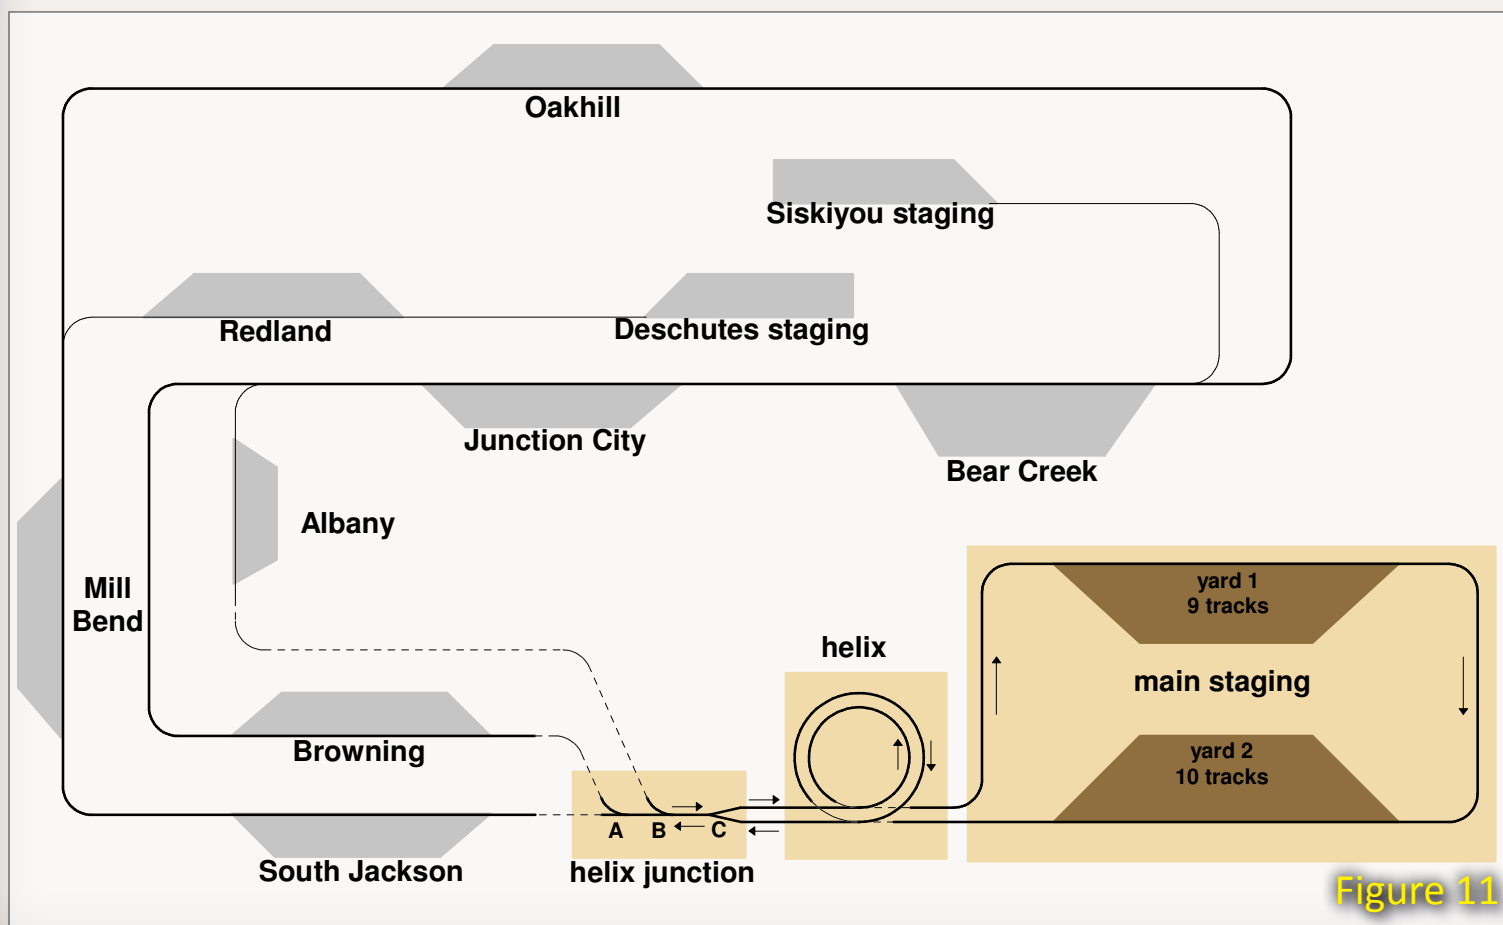 Oakhill
Siskiyou staging
Redland
Deschutes staging
Junction City
Bear Creek
Albany
Mill
Bend
yard 1
9 tracks
helix
main staging
Browning
yard 2
10 tracks
A B C
South Jackson
helix junction
Figure 11